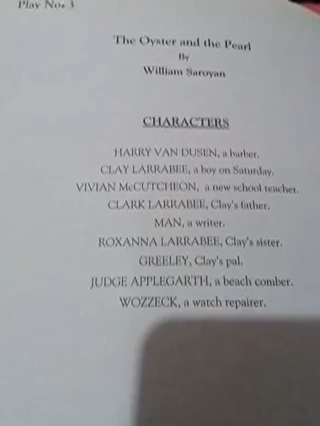 Play No: 3
The Oyster and the Pearl
By
William Saroyan
CHARACTERS
HARRY VAN DUSEN, a barber.
CLAY LARRABEE, a boy on Saturday.
VIVIAN McCUTCHEON, a new school teacher.
CLARK LARRABEE, Clay's father.
MAN, a writer.
ROXANNA LARRABEE, Clay's sister.
GREELEY, Clay's pal.
JUDGE APPLEGARTH, a beach comber.
WOZZECK, a watch repairer.